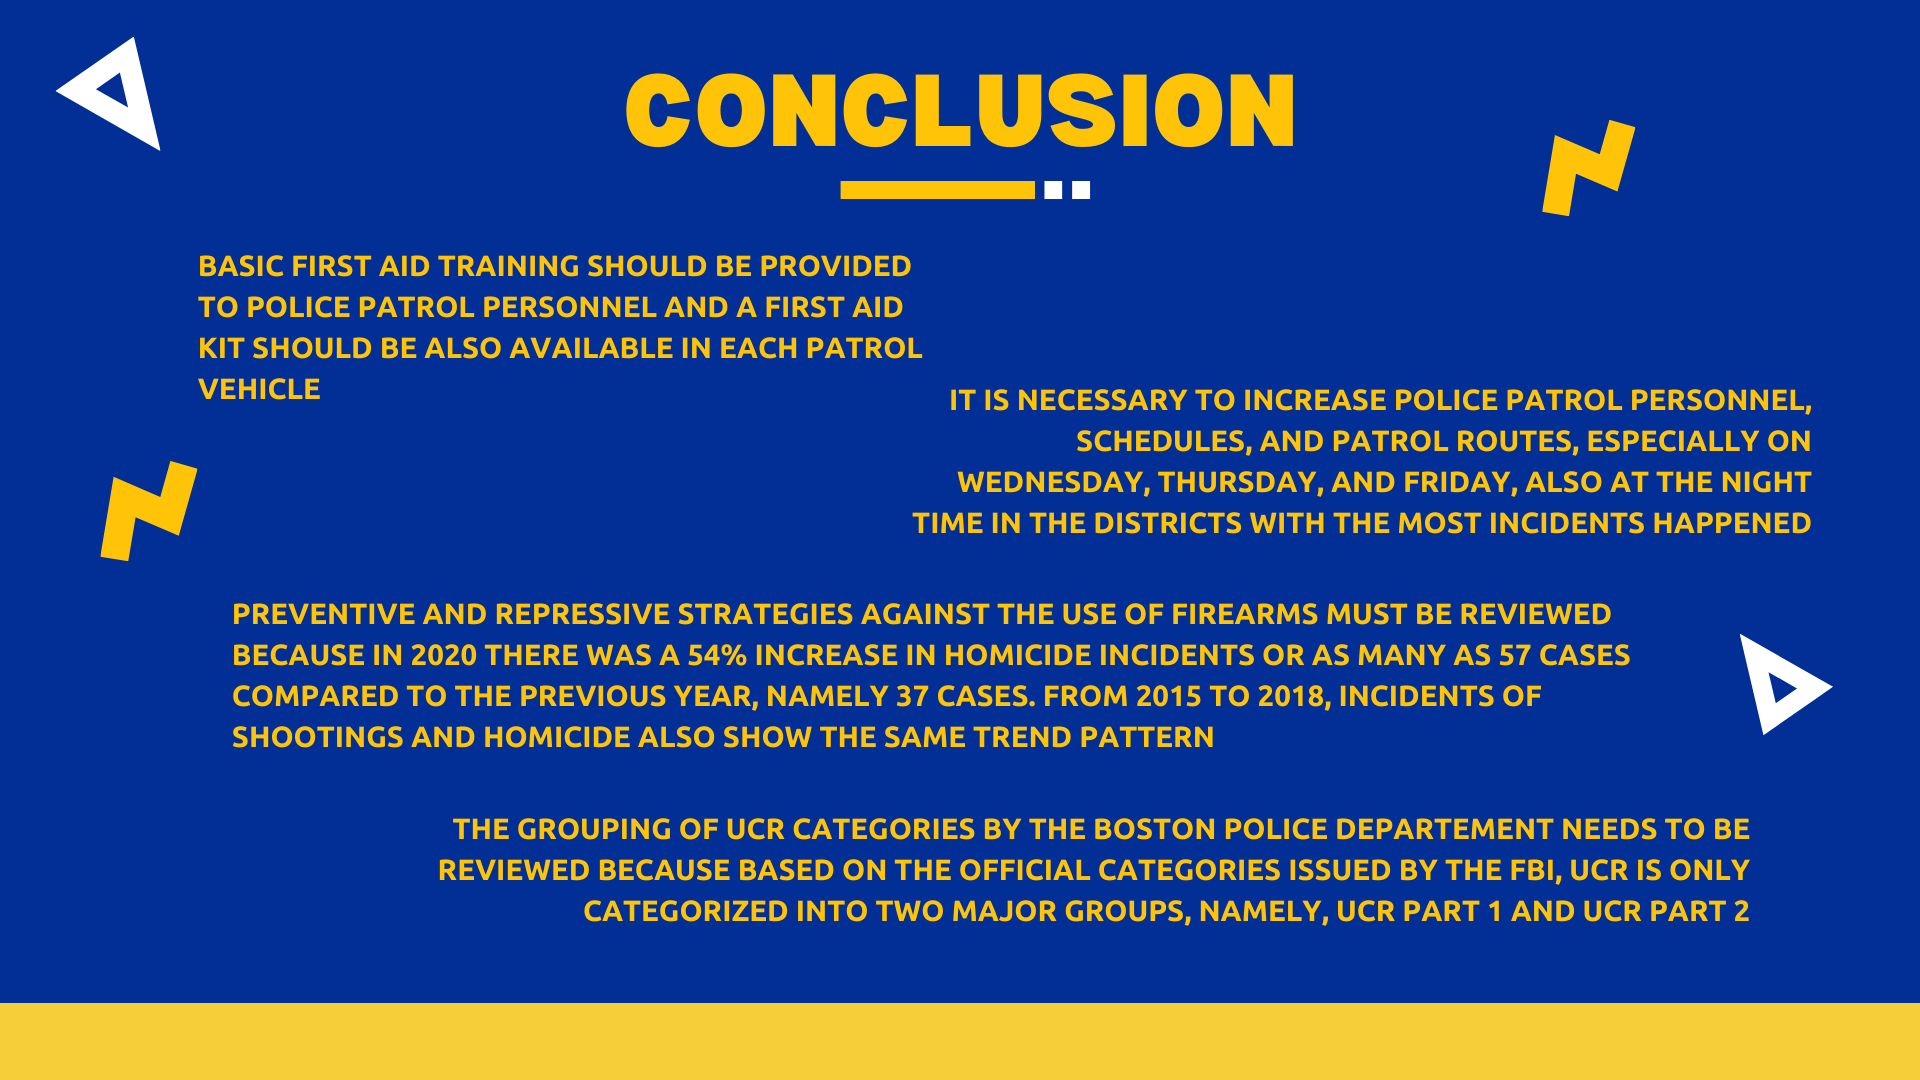 CONCLUSION
BASIC FIRST AID TRAINING SHOULD BE PROVIDED
TO POLICE PATROL PERSONNEL AND A FIRST AID
KIT SHOULD BE ALSO AVAILABLE IN EACH PATROL
VEHICLE
IT IS NECESSARY TO INCREASE POLICE PATROL PERSONNEL,
SCHEDULES, AND PATROL ROUTES, ESPECIALLY ON
WEDNESDAY, THURSDAY, AND FRIDAY, ALSO AT THE NIGHT
TIME IN THE DISTRICTS WITH THE MOST INCIDENTS HAPPENED
PREVENTIVE AND REPRESSIVE STRATEGIES AGAINST THE USE OF FIREARMS MUST BE REVIEWED
BECAUSE IN 2020 THERE WAS A 54% INCREASE IN HOMICIDE INCIDENTS OR AS MANY AS 57 CASES
COMPARED TO THE PREVIOUS YEAR, NAMELY 37 CASES. FROM 2015 TO 2018, INCIDENTS OF
SHOOTINGS AND HOMICIDE ALSO SHOW THE SAME TREND PATTERN
THE GROUPING OF UCR CATEGORIES BY THE BOSTON POLICE DEPARTEMENT NEEDS TO BE
REVIEWED BECAUSE BASED ON THE OFFICIAL CATEGORIES ISSUED BY THE FBI, UCR IS ONLY
CATEGORIZED INTO TWO MAJOR GROUPS, NAMELY, UCR PART 1 AND UCR PART 2